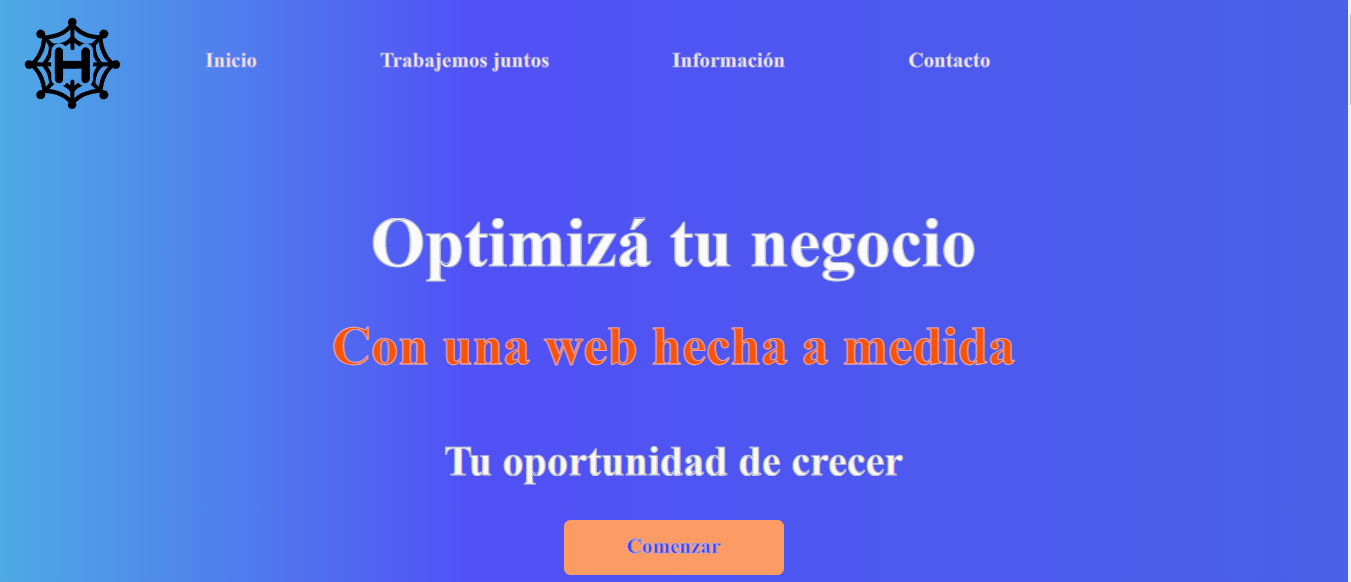 H
Inicio Trabajemos juntos Información Contacto
Optimizá tu negocio
Con una web hecha a medida
Tu oportunidad de crecer
Comenzar